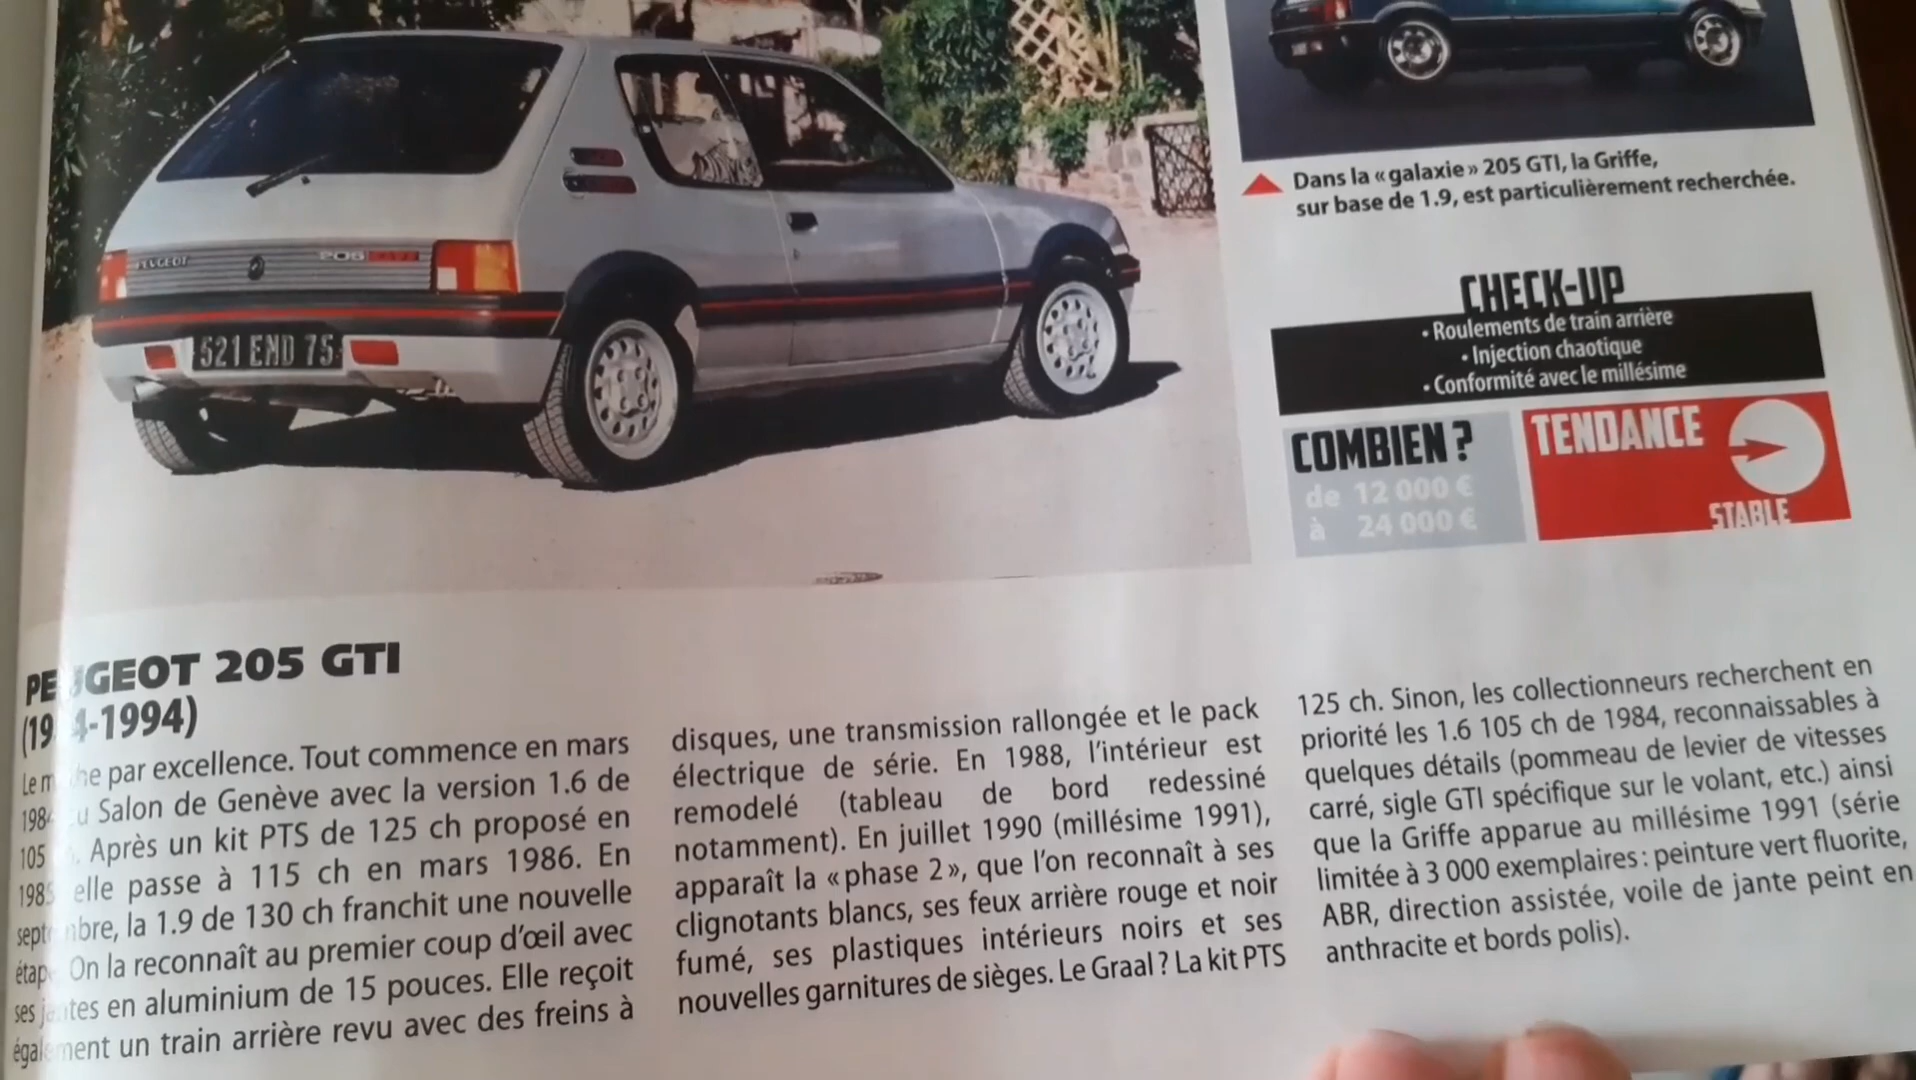 PEUGEOT
205 GTI
521 END 75
Dans la « galaxie » 205 GTI, la Griffe,
sur base de 1.9, est particulièrement recherchée.
CHECK-UP
• Roulements de train arrière
• Injection chaotique
• Conformité avec le millésime
COMBIEN ?
de 12 000 €
à 24 000 €
TENDANCE
STABLE
PEUGEOT 205 GTI
-1994)
par excellence. Tout commence en mars
Salon de Genève avec la version 1.6 de
105 Après un kit PTS de 125 ch proposé en
elle passe à 115 ch en mars 1986. En
la 1.9 de 130 ch franchit une nouvelle
On la reconnaît au premier coup d’œil avec
ses jantes en aluminium de 15 pouces. Elle reçoit
également un train arrière revu avec des freins à
disques, une transmission rallongée et le pack
électrique de série. En 1988, l’intérieur est
remodelé (tableau de bord redessiné
notamment). En juillet 1990 (millésime 1991),
apparaît la « phase 2 », que l’on reconnaît à ses
clignotants blancs, ses feux arrière rouge et noir
fumé, ses plastiques intérieurs noirs et ses
nouvelles garnitures de sièges. Le Graal ? La kit PTS
125 ch. Sinon, les collectionneurs recherchent en
priorité les 1.6 105 ch de 1984, reconnaissables à
quelques détails (pommeau de levier de vitesses
carré, sigle GTI spécifique sur le volant, etc.) ainsi
que la Griffe apparue au millésime 1991 (série
limitée à 3 000 exemplaires : peinture vert fluorite,
ABR, direction assistée, voile de jante peint en
anthracite et bords polis).